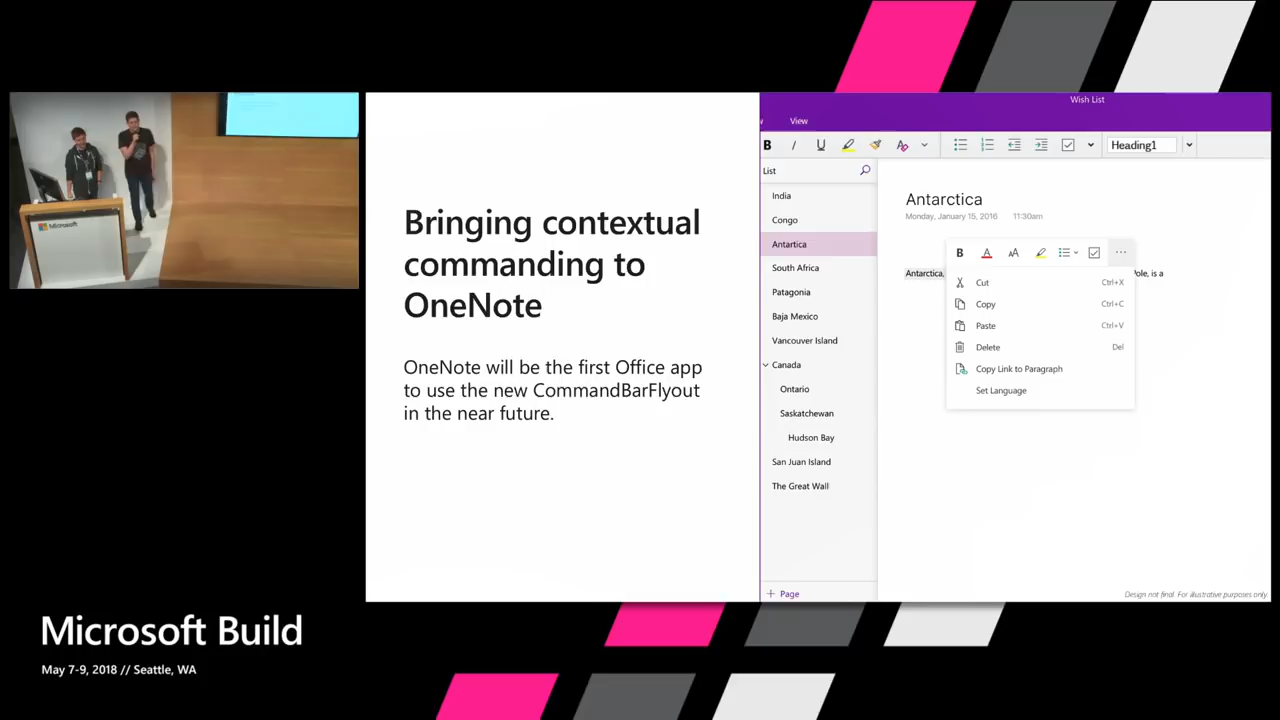 Microsoft
Bringing contextual
commanding to
OneNote
OneNote will be the first Office app
to use the new CommandBarFlyout
in the near future.
Wish List
View
B I U Heading1
List
India
Congo
Antartica
South Africa
Patagonia
Baja Mexico
Vancouver Island
Canada
Ontario
Saskatchewan
Hudson Bay
San Juan Island
The Great Wall
+ Page
Antarctica
Monday, January 15, 2016 11:30am
B A AA ...
Antarctica, Pole, is a
Cut Ctrl+X
Copy Ctrl+C
Paste Ctrl+V
Delete Del
Copy Link to Paragraph
Set Language
Design not final. For illustrative purposes only.
Microsoft Build
May 7-9, 2018 // Seattle, WA